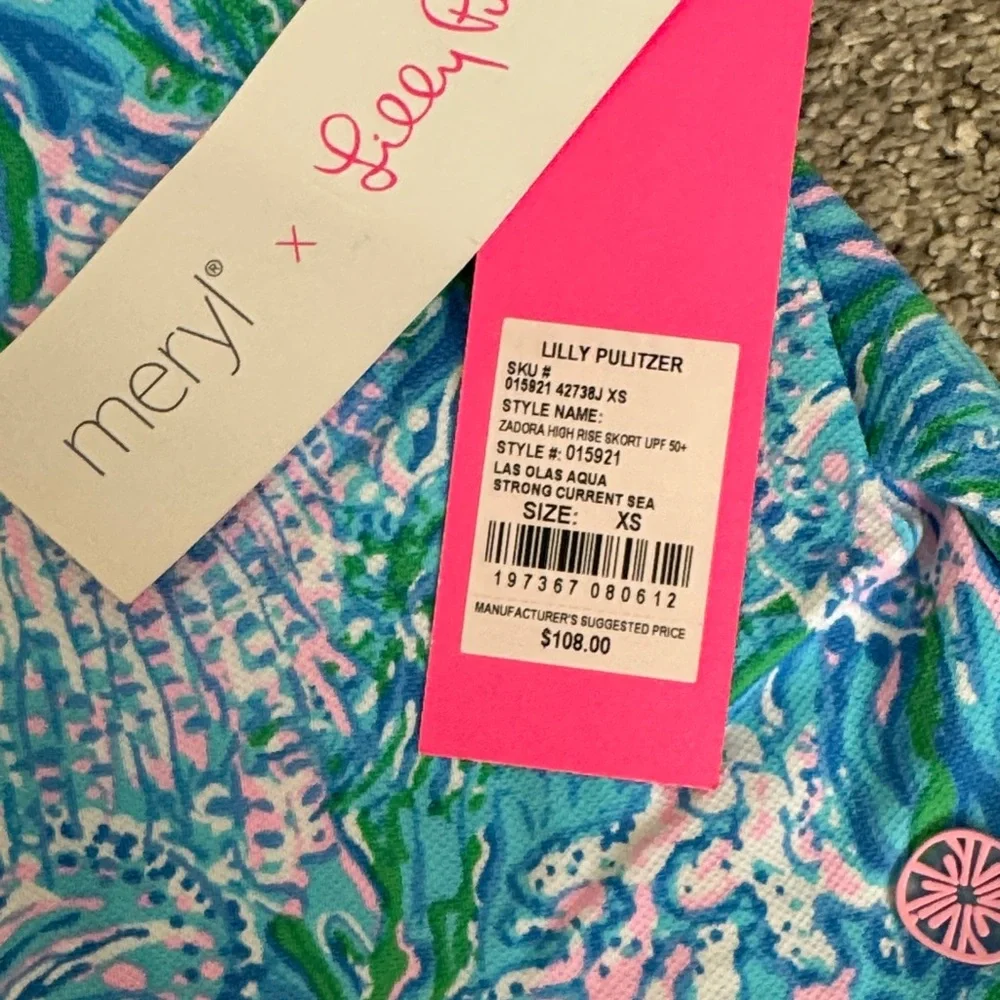 meryl®
x
Lilly
LILLY PULITZER
SKU #
015921 42738J XS
STYLE NAME:
ZADORA HIGH RISE SKORT UPF 50+
STYLE #: 015921
LAS OLAS AQUA
STRONG CURRENT SEA
SIZE: XS
197367 080612
MANUFACTURER'S SUGGESTED PRICE
$108.00